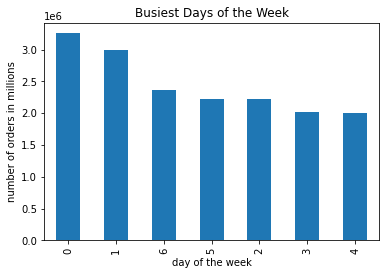 Busiest Days of the Week
1e6
number of orders in millions
3.0
2.5
2.0
1.5
1.0
0.5
0.0
0 1 6 5 2 3 4
day of the week